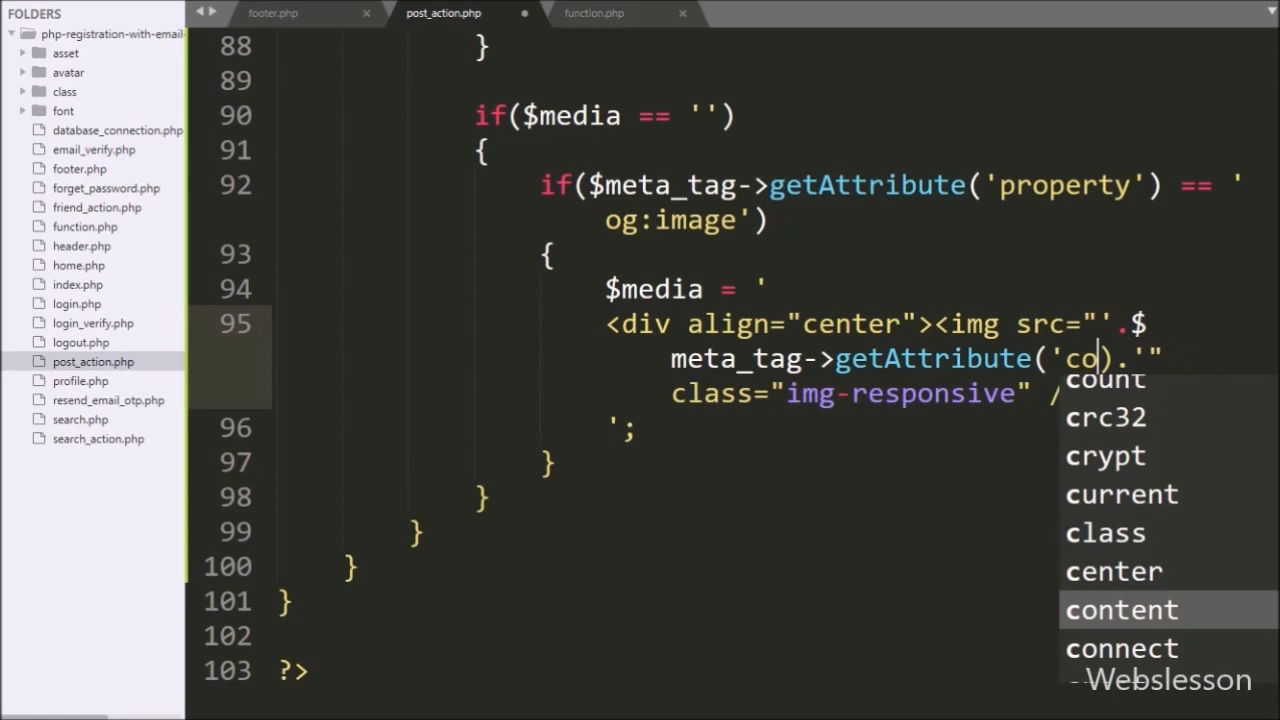 FOLDERS
php-registration-with-email-
asset
avatar
class
font
database_connection.php
email_verify.php
footer.php
forget_password.php
friend_action.php
function.php
header.php
home.php
index.php
login.php
login_verify.php
logout.php
post_action.php
profile.php
resend_email_otp.php
search.php
search_action.php
footer.php
post_action.php
function.php
88 }
89
90 if($media == '')
91 {
92 if($meta_tag->getAttribute('property') == '
og:image')
93 {
94 $media = '
95 <div align="center"><img src="'.$
meta_tag->getAttribute('co).'"
class="img-responsive" /
96 ';
97 }
98 }
99 }
100 }
101 }
102
103 ?>
count
crc32
crypt
current
class
center
content
connect
Webslesson